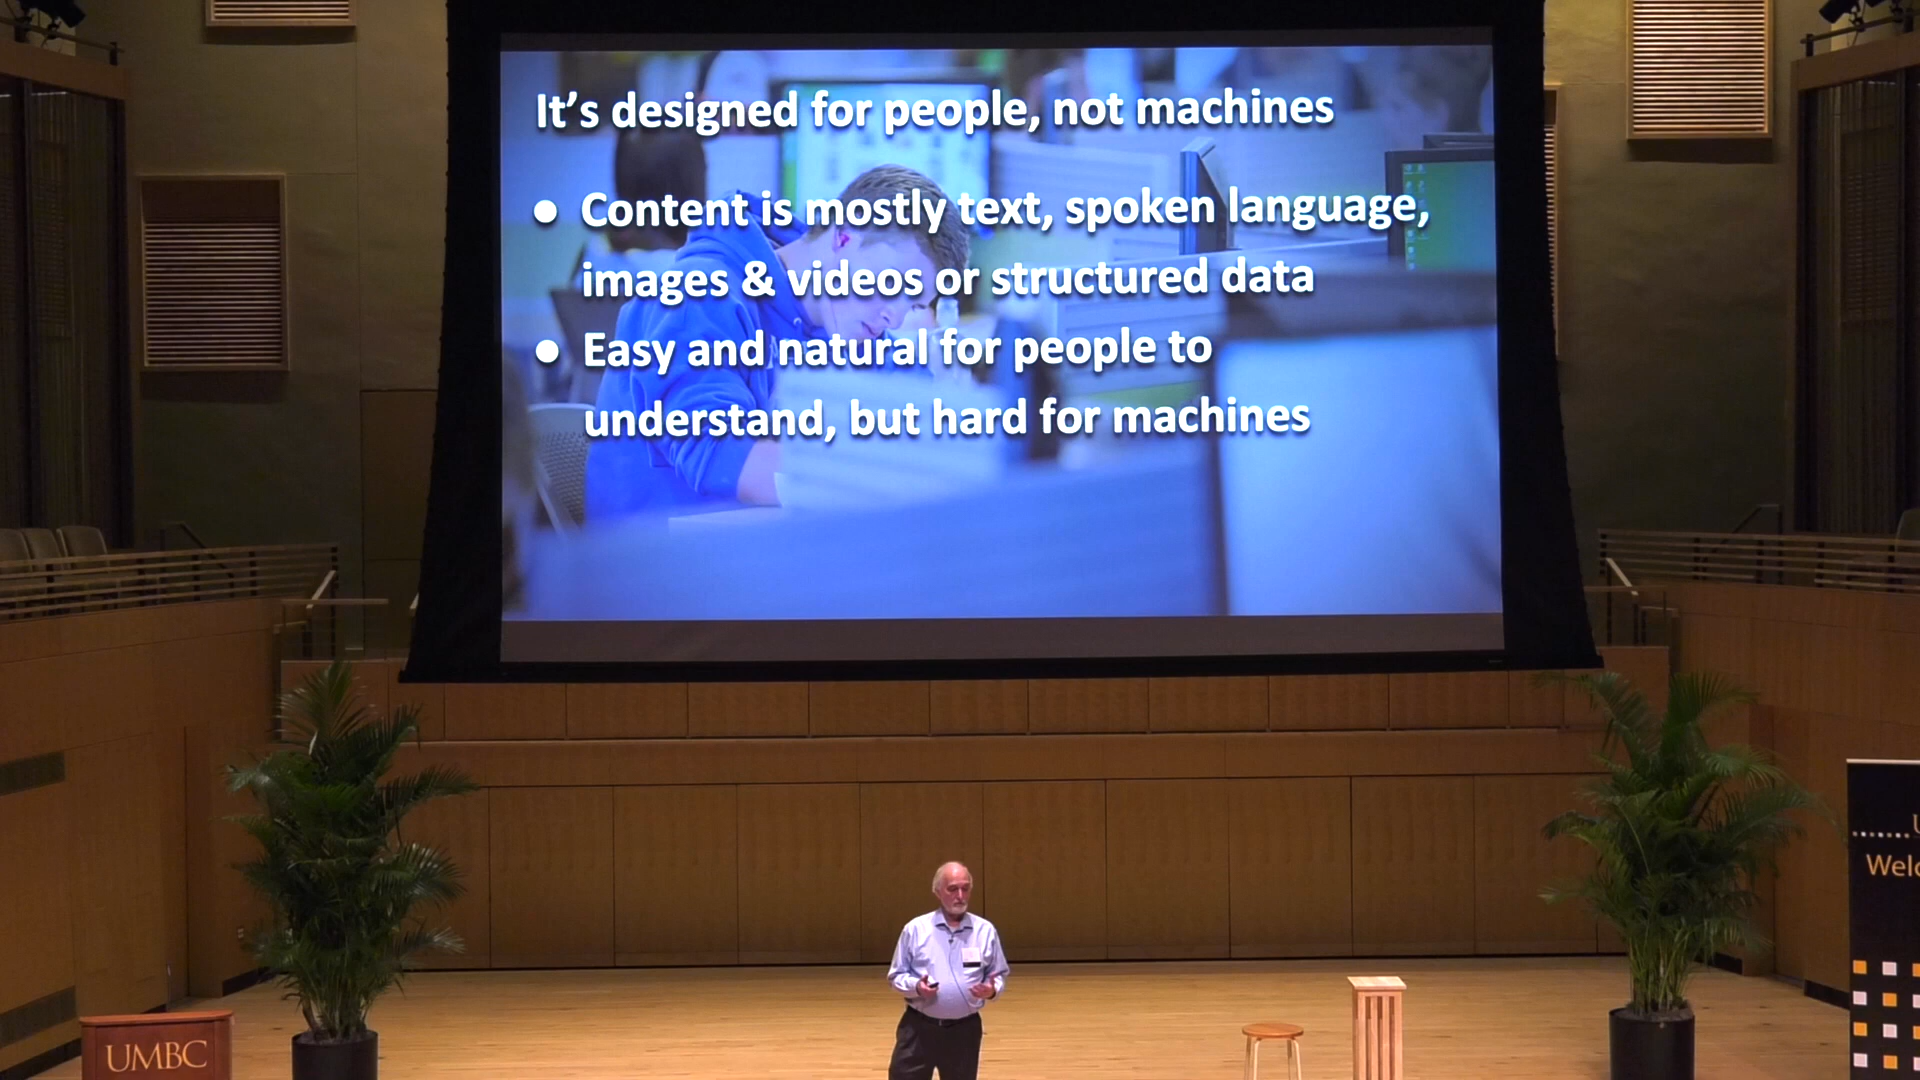 It's designed for people, not machines
● Content is mostly text, spoken language,
images & videos or structured data
● Easy and natural for people to
understand, but hard for machines
UMBC